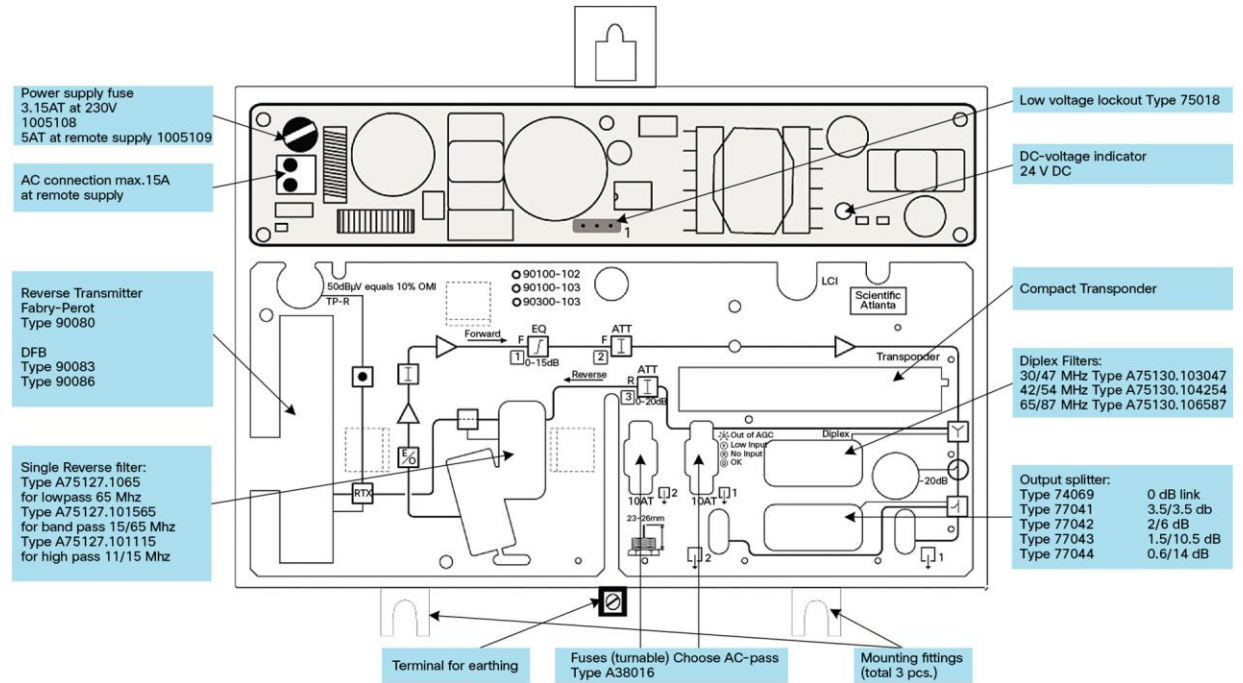 Power supply fuse
3.15AT at 230V
1005108
5AT at remote supply 1005109
AC connection max.15A
at remote supply
Reverse Transmitter
Fabry-Perot
Type 90080
DFB
Type 90083
Type 90086
Single Reverse filter:
Type A75127.1065
for lowpass 65 Mhz
Type A75127.101565
for band pass 15/65 Mhz
Type A75127.101115
for high pass 11/15 Mhz
1
50dBµV equals 10% OMI
TP-R
90100-102
90100-103
90300-103
LCI
Scientific
Atlanta
Forward
F
EQ
1
0-15dB
F
ATT
2
Transponder
Reverse
ATT
R
3
0~20dB
Out of AGC
Y Low Input
R No Input
G OK
Diplex
E/O
RTX
~20dB
10AT
2
10AT
1
23-26mm
2
1
Low voltage lockout Type 75018
DC-voltage indicator
24 V DC
Compact Transponder
Diplex Filters:
30/47 MHz Type A75130.103047
42/54 MHz Type A75130.104254
65/87 MHz Type A75130.106587
Output splitter:
Type 74069 0 dB link
Type 77041 3.5/3.5 db
Type 77042 2/6 dB
Type 77043 1.5/10.5 dB
Type 77044 0.6/14 dB
Terminal for earthing
Fuses (turnable) Choose AC-pass
Type A38016
Mounting fittings
(total 3 pcs.)